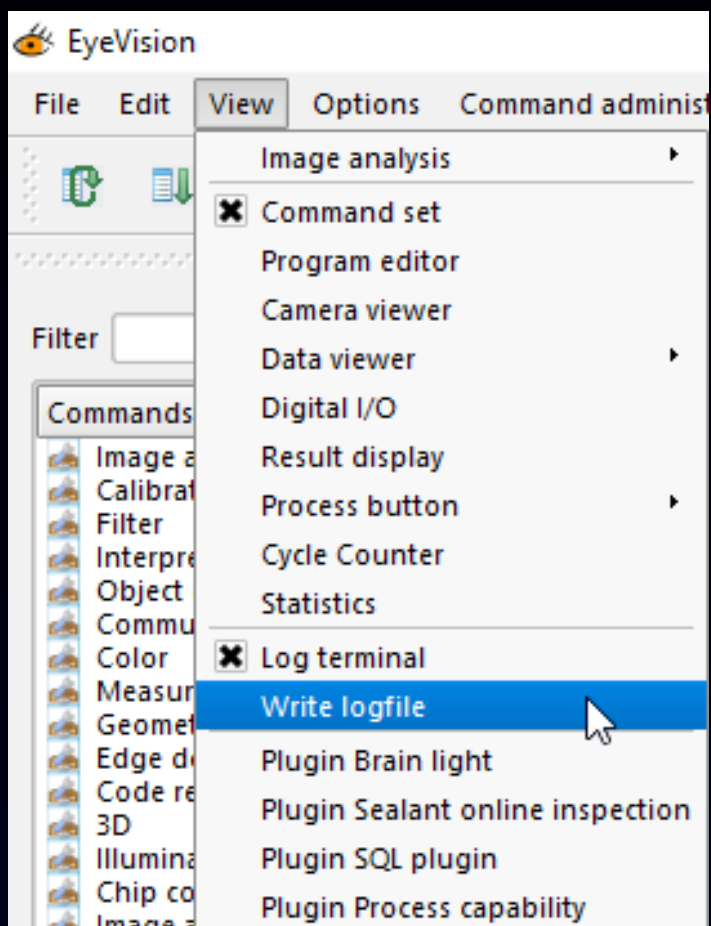 EyeVision
File Edit View Options Command administ
Image analysis
Command set
Program editor
Camera viewer
Data viewer
Digital I/O
Result display
Process button
Cycle Counter
Statistics
Log terminal
Write logfile
Plugin Brain light
Plugin Sealant online inspection
Plugin SQL plugin
Plugin Process capability
Filter
Commands
Image a
Calibrat
Filter
Interpre
Object
Commu
Color
Measur
Geomet
Edge de
Code re
3D
Illumina
Chip co
Image a